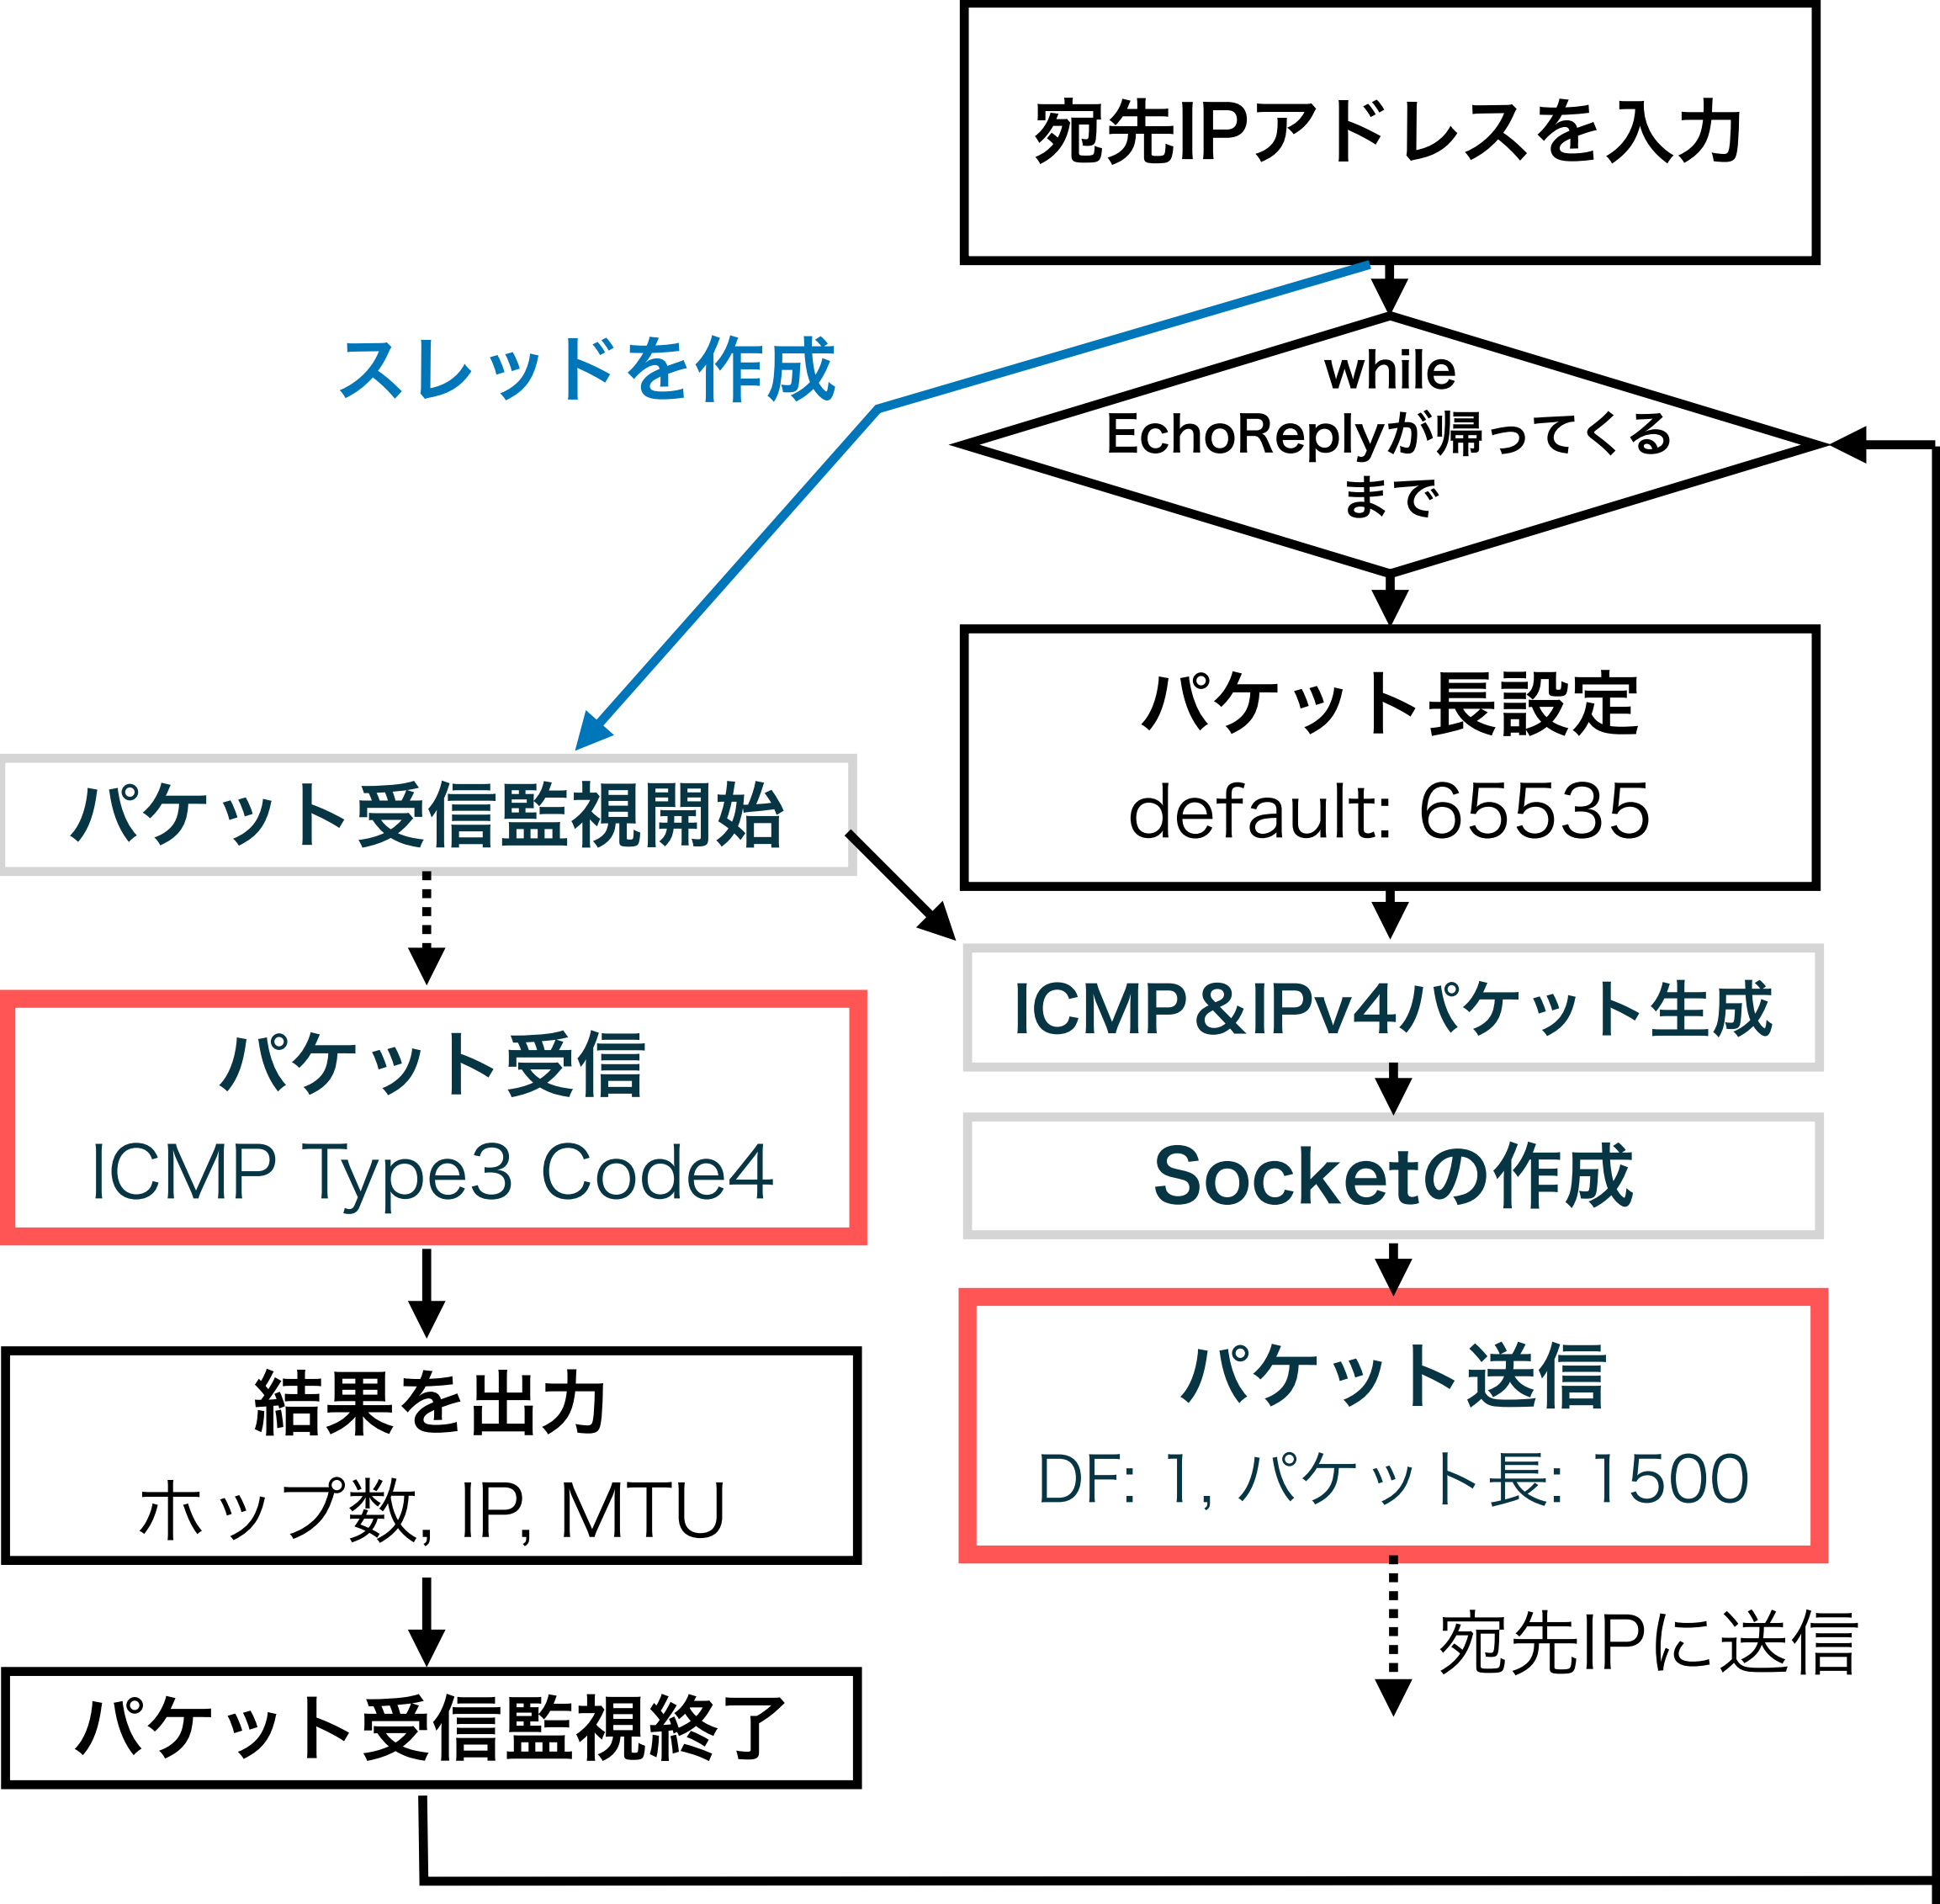 宛先IPアドレスを入力
スレッドを作成
While
EchoReplyが帰ってくる
まで
パケット長設定
default: 65535
パケット受信監視開始
ICMP&IPv4パケット生成
パケット受信
ICMP Type3 Code4
Socketの作成
パケット送信
DF: 1, パケット長: 1500
結果を出力
ホップ数, IP, MTU
宛先IPに送信
パケット受信監視終了